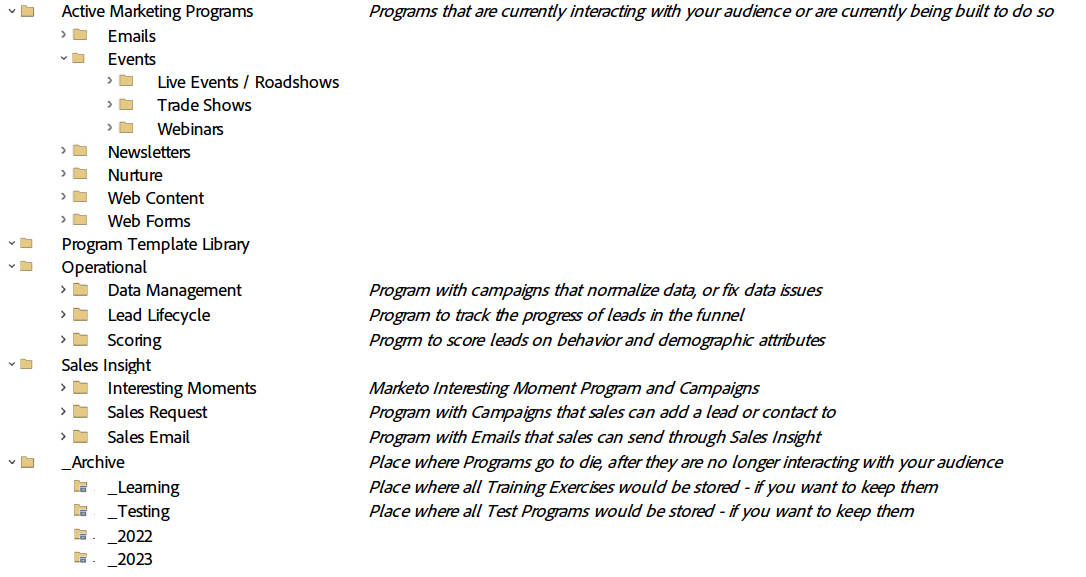 Active Marketing Programs Programs that are currently interacting with your audience or are currently being built to do so
Emails
Events
Live Events / Roadshows
Trade Shows
Webinars
Newsletters
Nurture
Web Content
Web Forms
Program Template Library
Operational
Data Management Program with campaigns that normalize data, or fix data issues
Lead Lifecycle Program to track the progress of leads in the funnel
Scoring Progrm to score leads on behavior and demographic attributes
Sales Insight
Interesting Moments Marketo Interesting Moment Program and Campaigns
Sales Request Program with Campaigns that sales can add a lead or contact to
Sales Email Program with Emails that sales can send through Sales Insight
_Archive Place where Programs go to die, after they are no longer interacting with your audience
_Learning Place where all Training Exercises would be stored - if you want to keep them
_Testing Place where all Test Programs would be stored - if you want to keep them
_2022
_2023